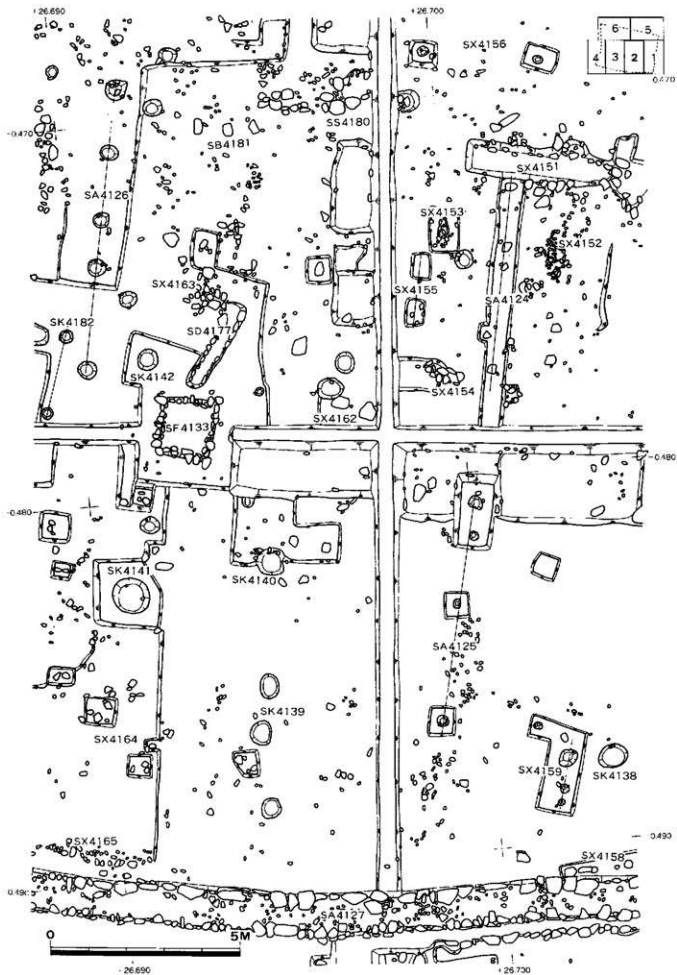 26.690
26.700
6 5
4 3 2 1
-0.470
SX4156
SS4180
SB4181
-0.470
SX4151
SA4126
SX4153
SX4152
SX4163
SX4155
SA4124
SD4177
SK4182
SK4142
SX4154
SX4162
SF4133
-0.480
-0.480
SK4141
SK4140
SA4125
SK4139
SX4164
SX4159
SK4138
-0.490
SX4165
SX4158
-0.490
SA4127
0 5M
26.690
26.730